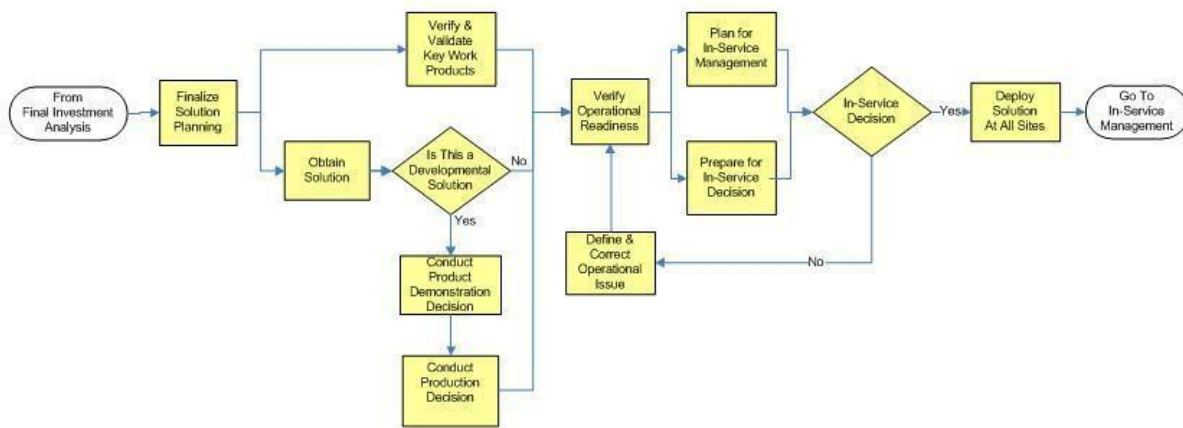 From
Final Investment
Analysis
Finalize
Solution
Planning
Verify &
Validate
Key Work
Products
Obtain
Solution
Is This a
Developmental
Solution
No
Yes
Conduct
Product
Demonstration
Decision
Conduct
Production
Decision
Verify
Operational
Readiness
Plan for
In-Service
Management
Prepare for
In-Service
Decision
Define &
Correct
Operational
Issue
In-Service
Decision
No
Yes
Deploy
Solution
At All Sites
Go To
In-Service
Management